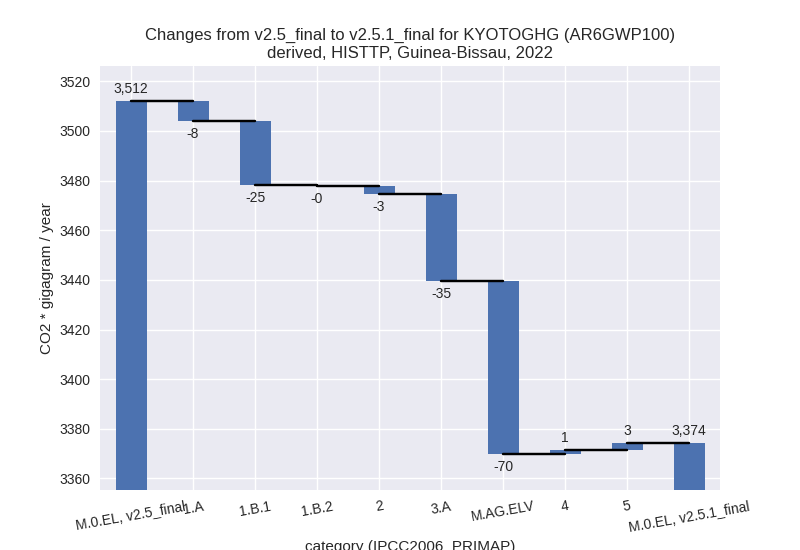 Changes from v2.5_final to v2.5.1_final for KYOTOGHG (AR6GWP100)
derived, HISTTP, Guinea-Bissau, 2022
3520
3500
3480
3460
3440
3420
3400
3380
3360
CO2 * gigagram / year
3,512
-8
-25
-0
-3
-35
-70
1
3
3,374
M.0.EL, v2.5_final
1.A
1.B.1
1.B.2
2
3.A
M.AG.ELV
4
5
M.0.EL, v2.5.1_final
category (IPCC2006_PRIMAP)